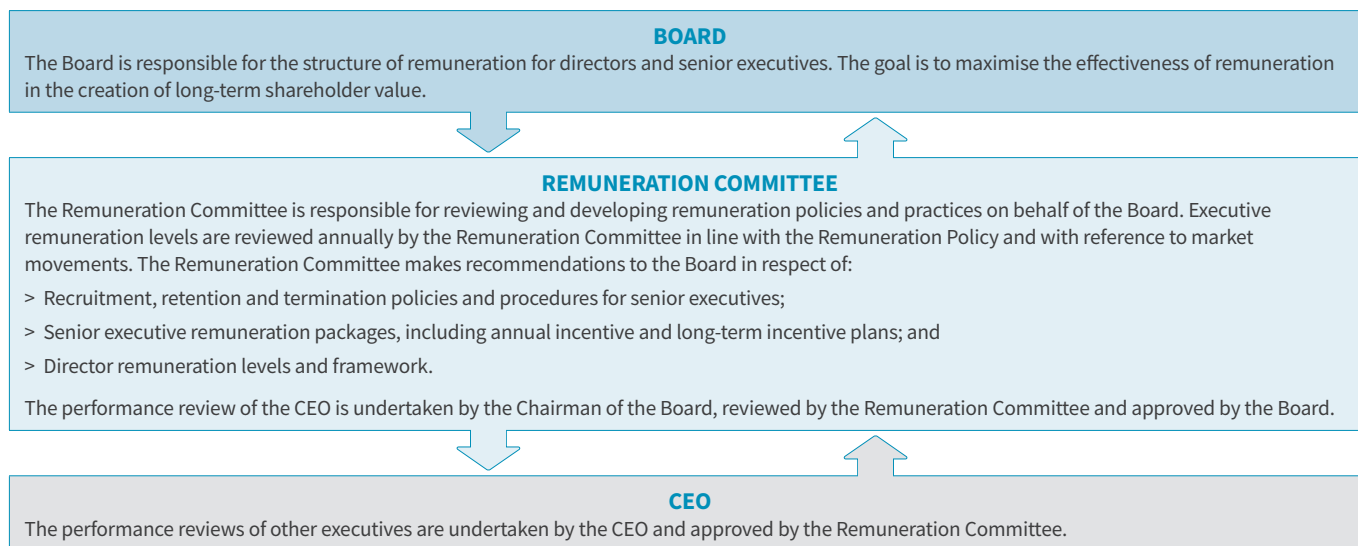 BOARD
The Board is responsible for the structure of remuneration for directors and senior executives. The goal is to maximise the effectiveness of remuneration
in the creation of long-term shareholder value.
REMUNERATION COMMITTEE
The Remuneration Committee is responsible for reviewing and developing remuneration policies and practices on behalf of the Board. Executive
remuneration levels are reviewed annually by the Remuneration Committee in line with the Remuneration Policy and with reference to market
movements. The Remuneration Committee makes recommendations to the Board in respect of:
> Recruitment, retention and termination policies and procedures for senior executives;
> Senior executive remuneration packages, including annual incentive and long-term incentive plans; and
> Director remuneration levels and framework.
The performance review of the CEO is undertaken by the Chairman of the Board, reviewed by the Remuneration Committee and approved by the Board.
CEO
The performance reviews of other executives are undertaken by the CEO and approved by the Remuneration Committee.